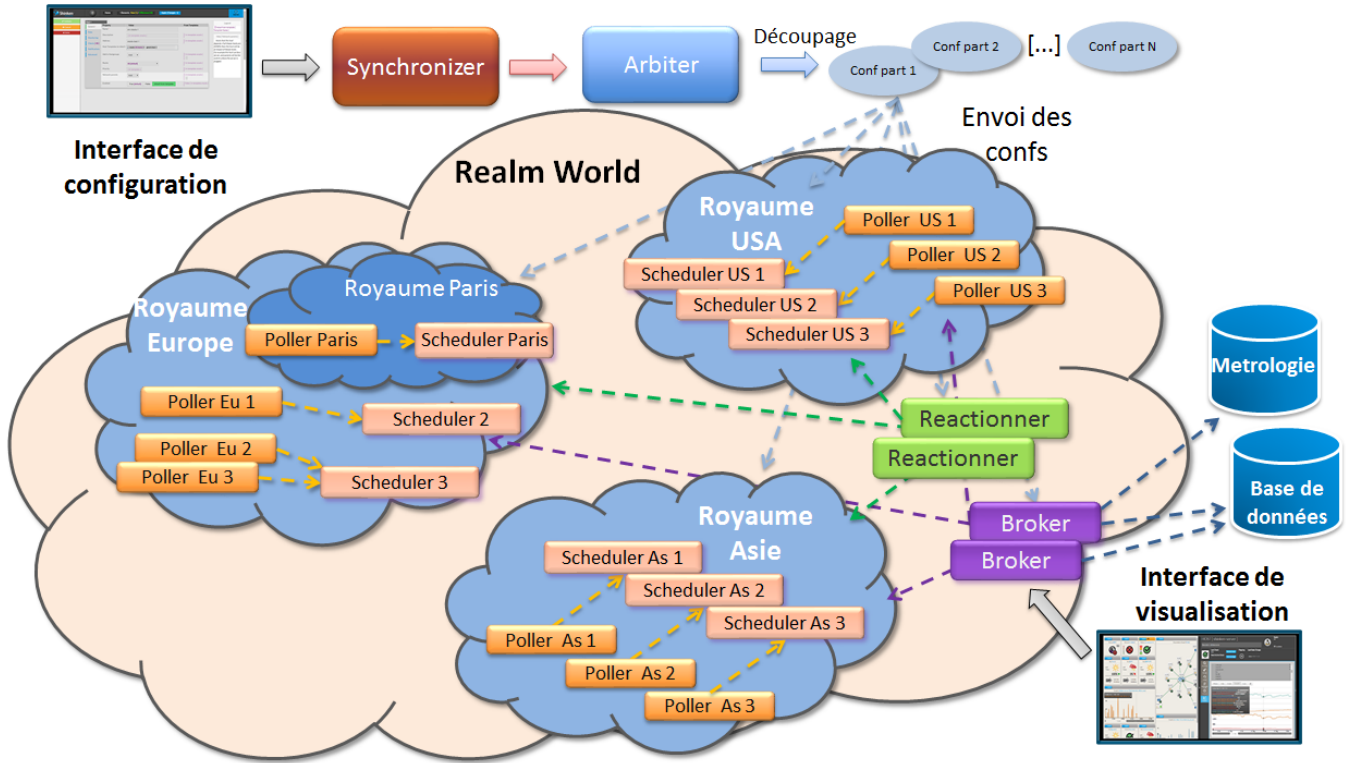 Synchronizer
Arbiter
Découpage
Conf part 1
Conf part 2
[...]
Conf part N
Interface de
configuration
Envoi des
confs
Realm World
Royaume
USA
Poller US 1
Poller US 2
Poller US 3
Scheduler US 1
Scheduler US 2
Scheduler US 3
Royaume Paris
Poller Paris
Scheduler Paris
Royaume
Europe
Poller Eu 1
Scheduler 2
Poller Eu 2
Poller Eu 3
Scheduler 3
Metrologie
Reactionner
Reactionner
Base de
données
Broker
Broker
Royaume
Asie
Scheduler As 1
Scheduler As 2
Scheduler As 3
Poller As 1
Poller As 2
Poller As 3
Interface de
visualisation